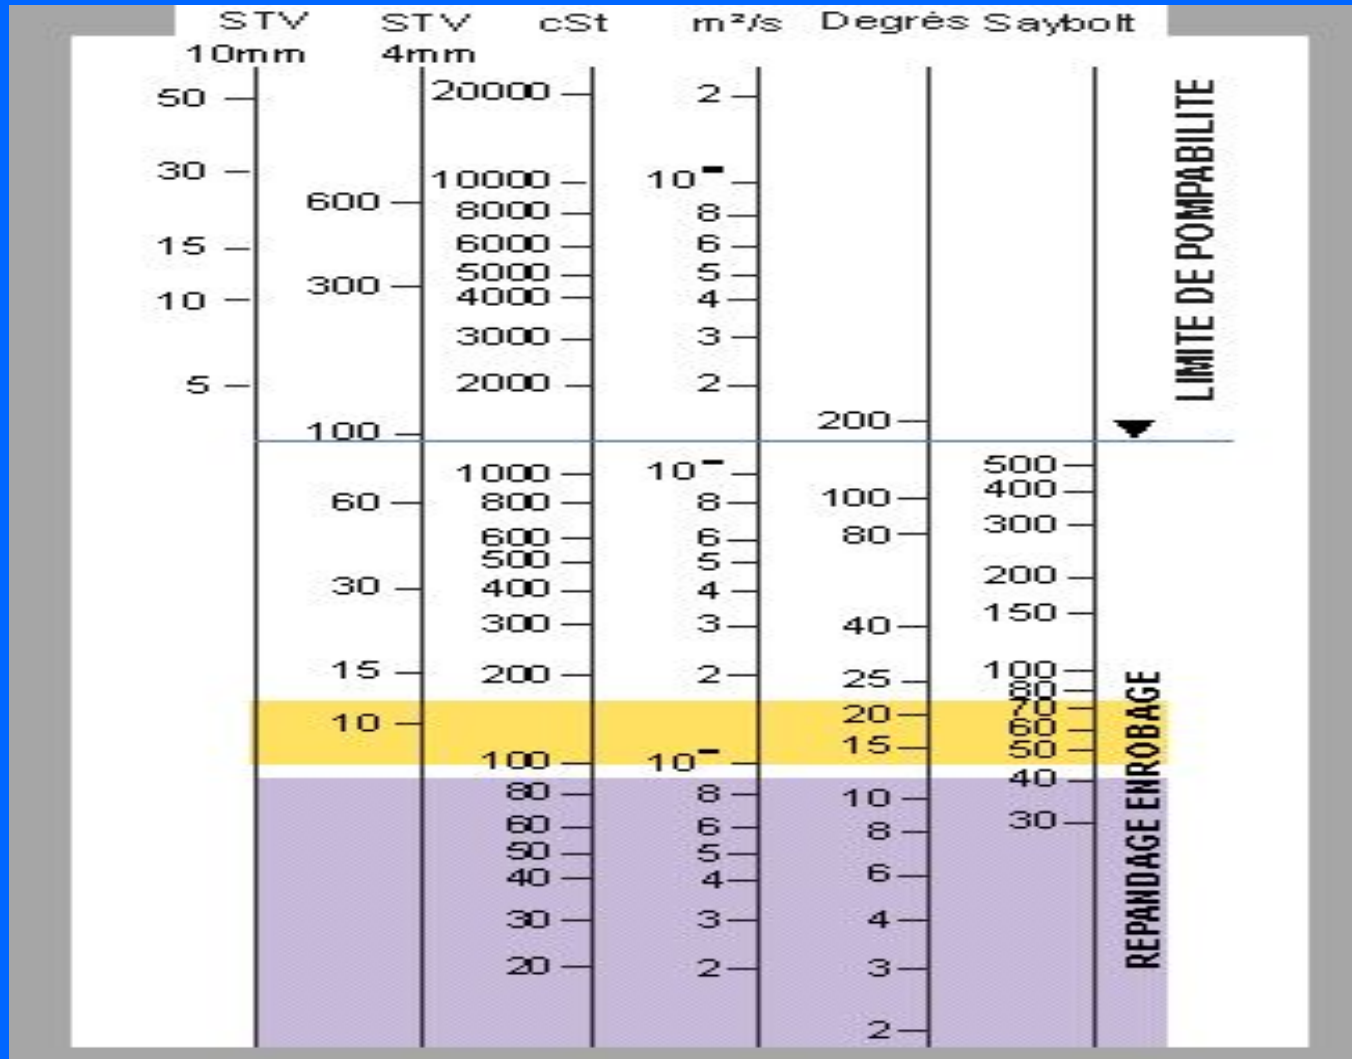 STV STV cSt m²/s Degrés Saybolt
10mm 4mm
50 20000 2
30 10000 10⁻
600 8000 8
15 6000 6
5000 5
10 300 4000 4
3000 3
5 2000 2
100 200
1000 10⁻ 500
60 800 8 100 400
600 6 80 300
500 5
30 400 4 200
300 3 40 150
15 200 2 25 100
80
10 20 70
60
15 50
100 10⁻ 40
80 8 10
60 6 8 30
50 5
40 4 6
30 3 4
20 2 3
2
LIMITE DE POMPABILITE
REPANDAGE ENROBAGE